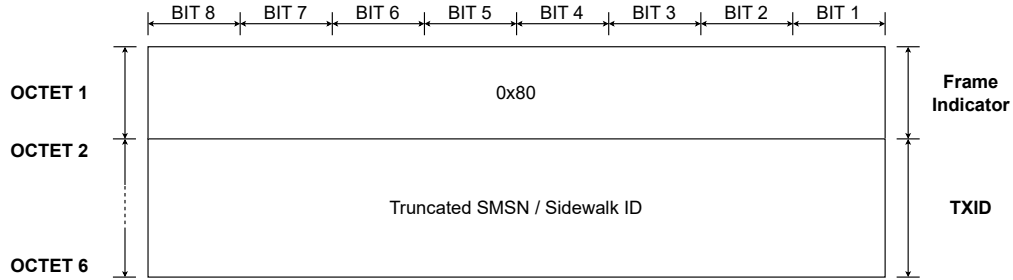 BIT 8 BIT 7 BIT 6 BIT 5 BIT 4 BIT 3 BIT 2 BIT 1
OCTET 1
0x80
Frame
Indicator
OCTET 2
Truncated SMSN / Sidewalk ID
TXID
OCTET 6